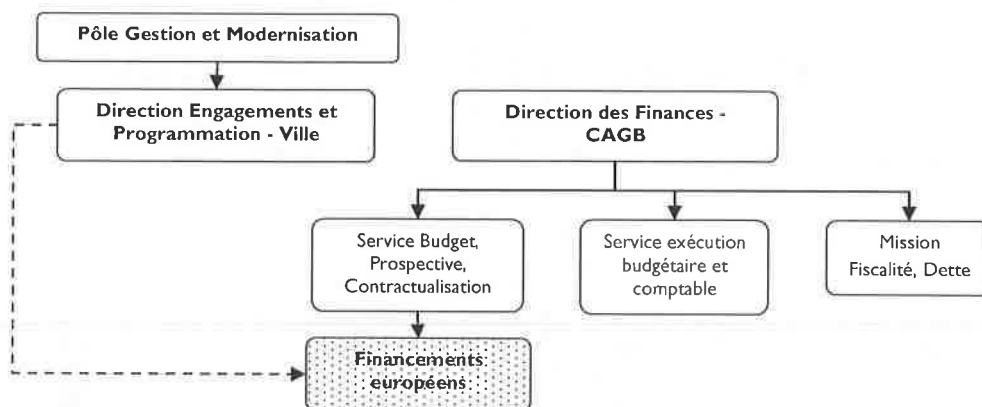 Pôle Gestion et Modernisation
Direction Engagements et
Programmation - Ville
Direction des Finances -
CAGB
Service Budget,
Prospective,
Contractualisation
Service exécution
budgétaire et
comptable
Mission
Fiscalité, Dette
Financements
européens